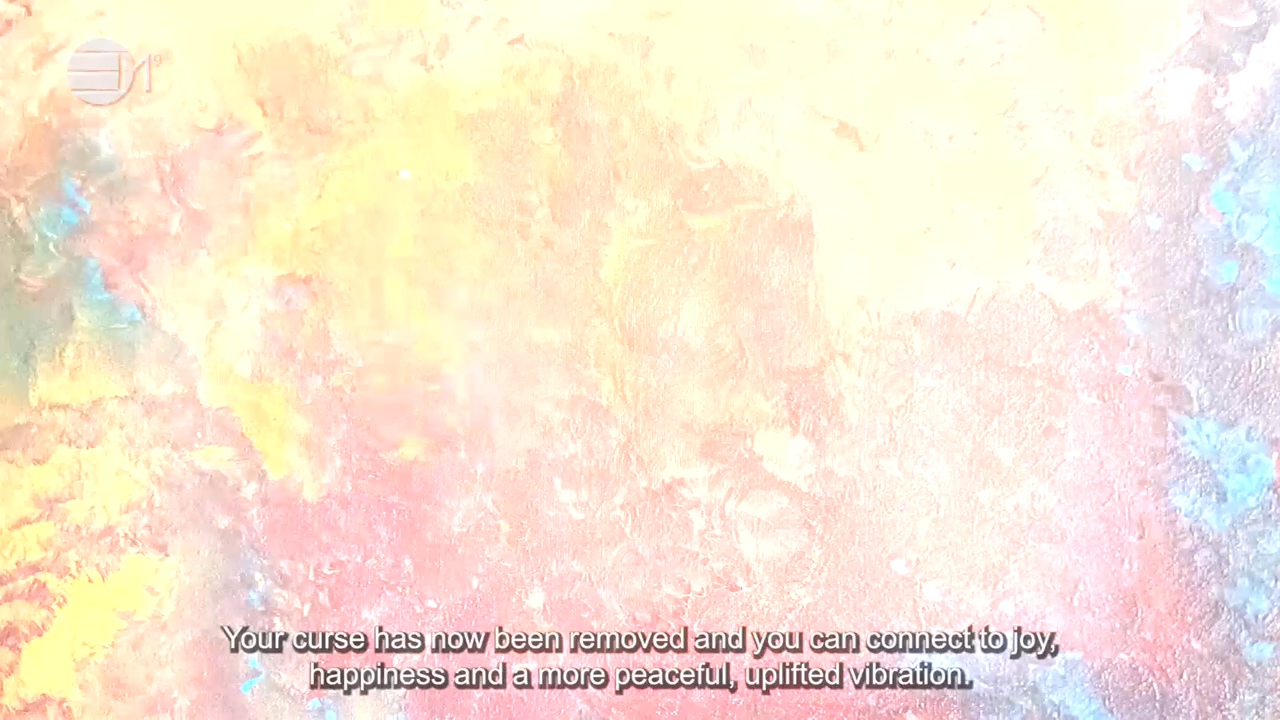 Your curse has now been removed and you can connect to joy,
happiness and a more peaceful, uplifted vibration.